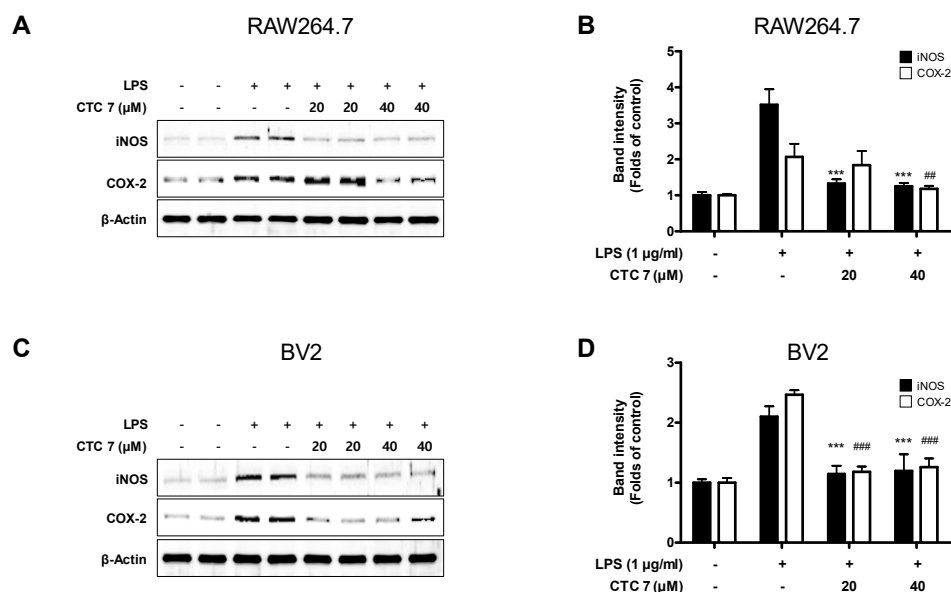 A
RAW264.7
LPS - - + + + + + +
CTC 7 (µM) - - - - 20 20 40 40
iNOS
COX-2
β-Actin
B
RAW264.7
iNOS
COX-2
Band intensity
(Folds of control)
5
4
3
2
1
0
*** *** ##
LPS (1 µg/ml) - + + +
CTC 7 (µM) - - 20 40
C
BV2
LPS - - + + + + + +
CTC 7 (µM) - - - - 20 20 40 40
iNOS
COX-2
β-Actin
D
BV2
iNOS
COX-2
Band intensity
(Folds of control)
3
2
1
0
*** ### *** ###
LPS (1 µg/ml) - + + +
CTC 7 (µM) - - 20 40